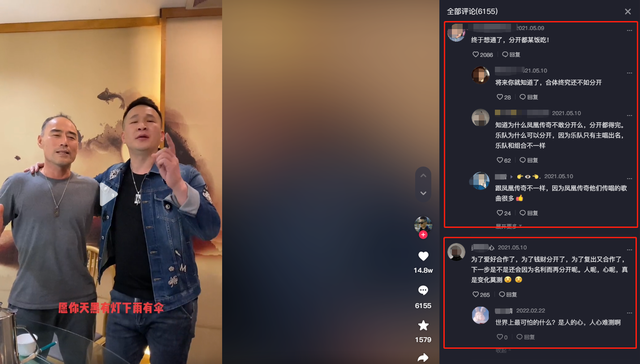 全部评论(6155)
2021.05.09
终于想通了，分开都某饭吃！
2086 回复
2021.05.10
将来你就知道了，合体终究还不如分开
28 回复
2021.05.10
知道为什么凤凰传奇不敢分开么，分开都得完。
乐队为什么可以分开，因为乐队只有主唱出名，
乐队和组合不一样
62 回复
2021.05.10
跟凤凰传奇不一样，因为凤凰传奇他们传唱的歌
曲很多 👍
24 回复
心 2021.05.10
为了爱好合作了，为了钱财分开了，为了复出又合作了，
下一步是不是还会因为名利而再分开呢。人呢，心呢，真
是变化莫测
265 回复
2022.02.22
世界上最可怕的什么？是人的心，人心难测啊
0 回复
愿你天黑有灯下雨有伞
14.8w
6155
1579